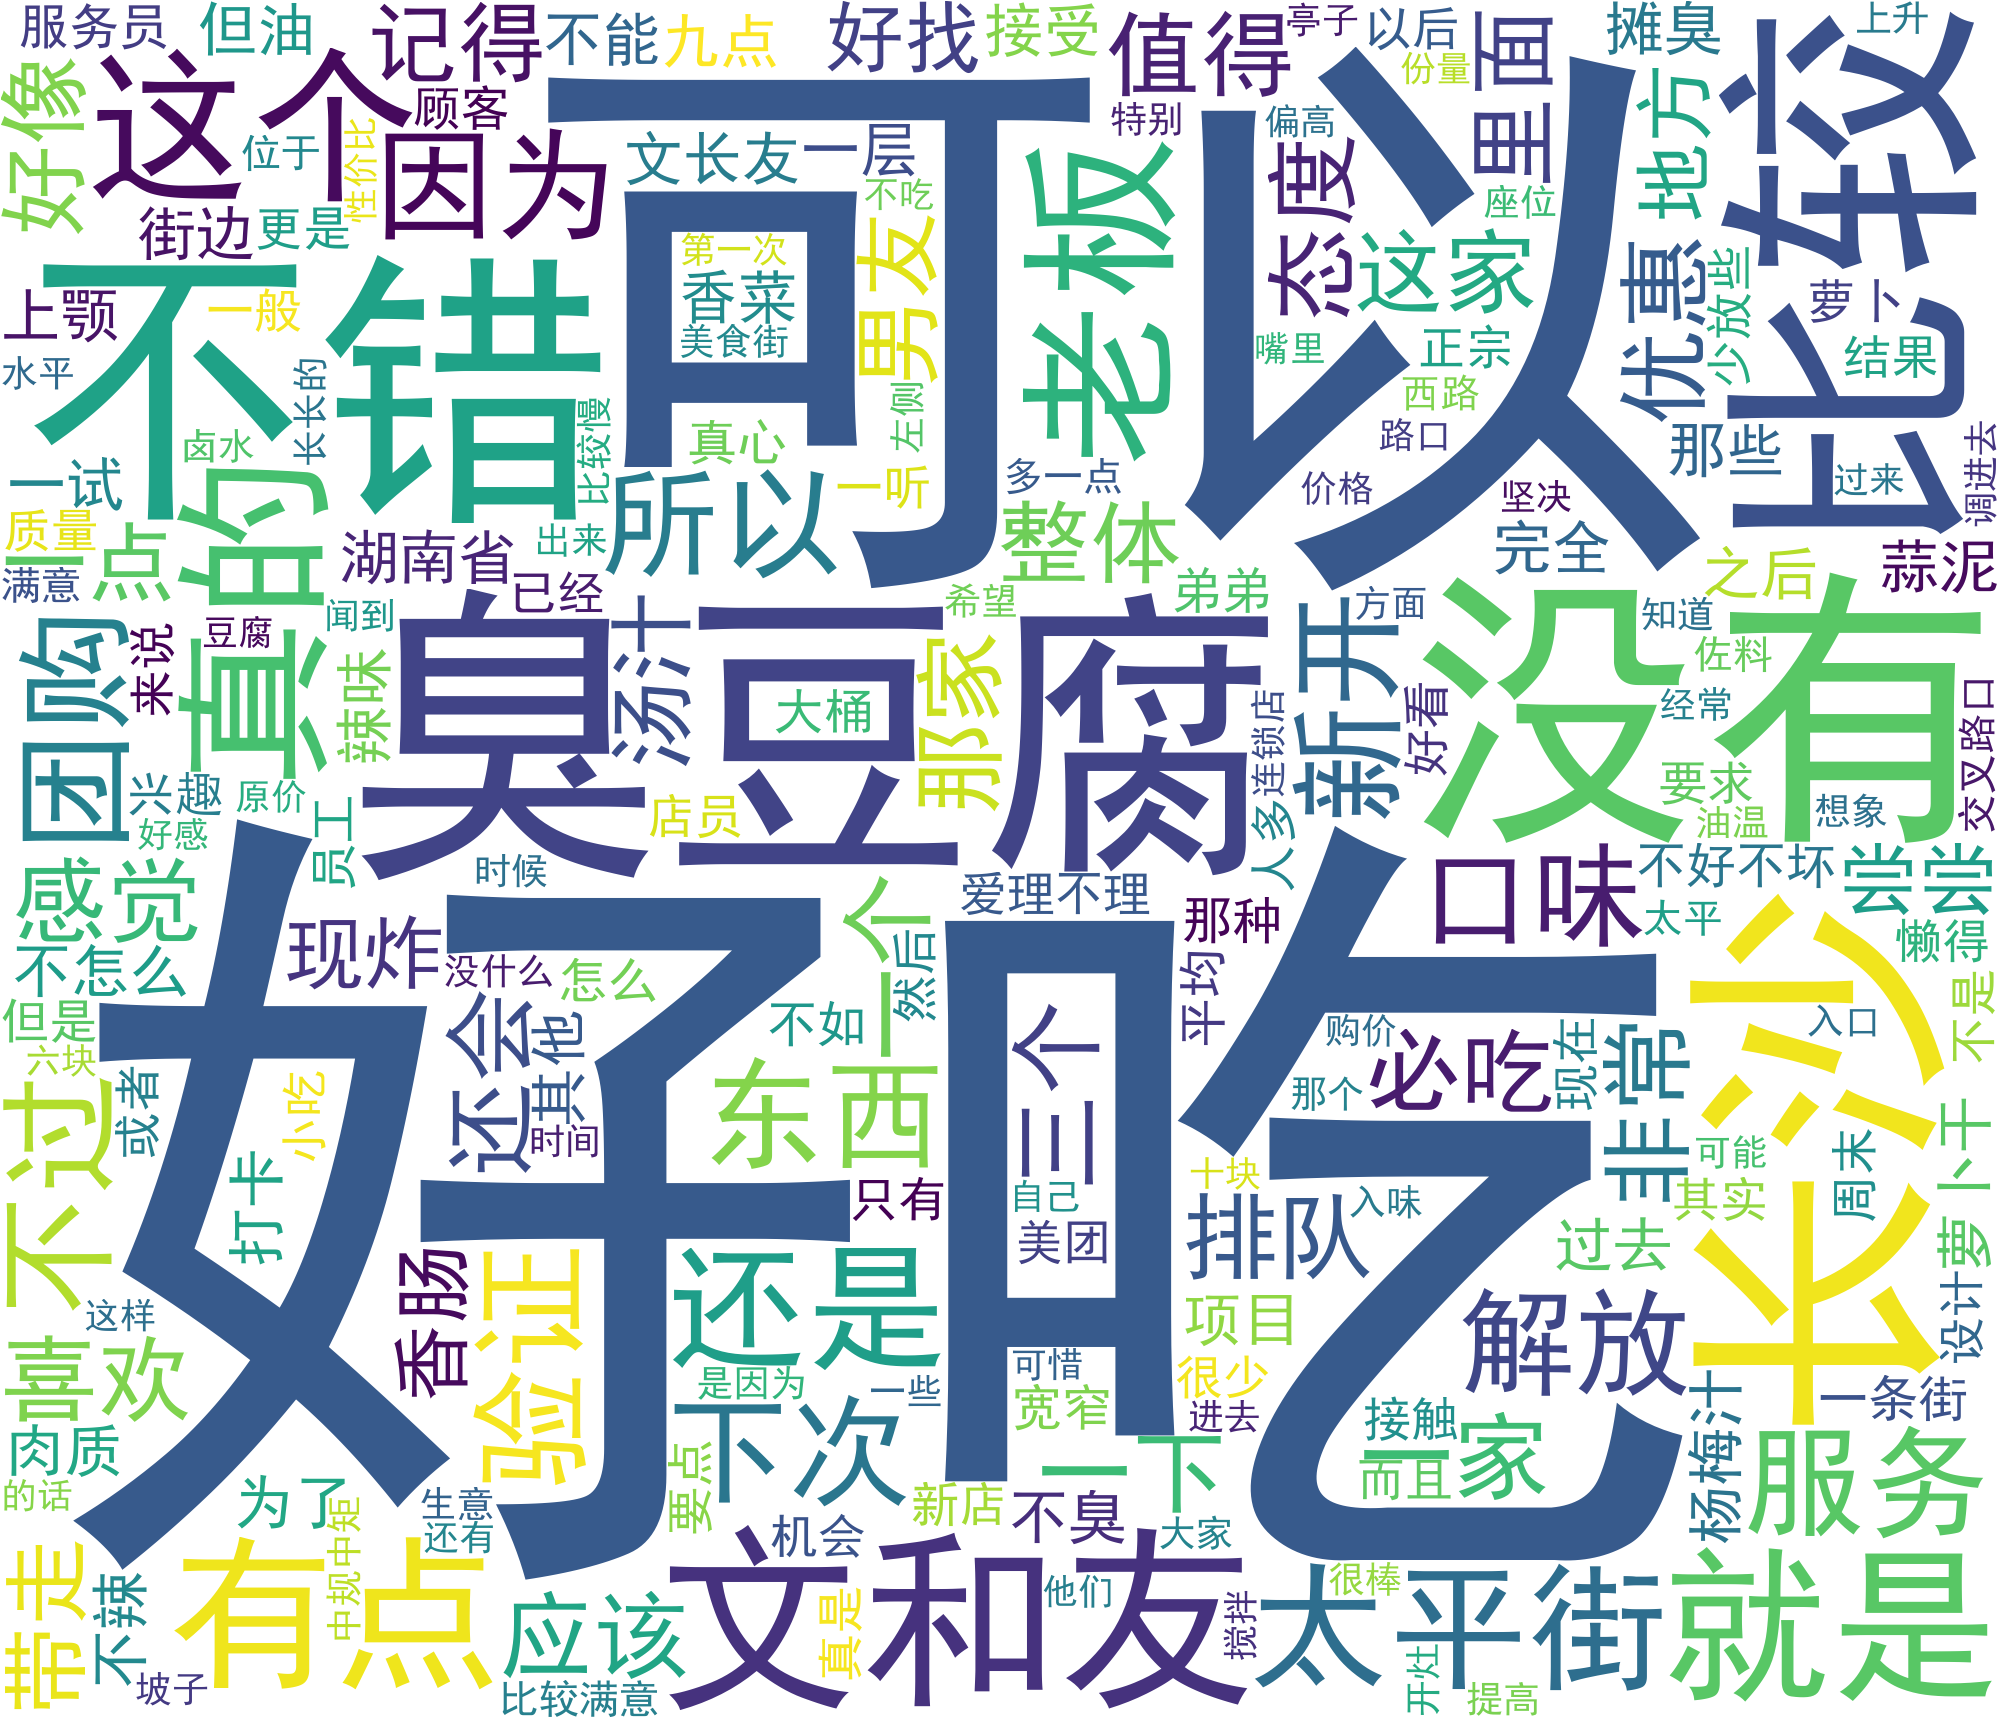 服务员
但油
记得
不能
九点
好找
接受
值得
亭子
以后
里面
摊臭
上升
好像
这个
顾客
因为
可以
份量
比较
位于
性价比
文长友
一层
不吃
特别
偏高
态度
座位
地方
街边
更是
不错
第一次
香菜
美食街
男友
老板
这家
优惠
少放些
萝卜
上颚
一般
水平
长长的
比较慢
左侧
嘴里
正宗
西路
结果
卤水
真心
一听
多一点
路口
价格
那些
过来
调进去
一试
真的
所以
坚决
质量
一点
湖南省
出来
整体
完全
之后
蒜泥
满意
已经
希望
弟弟
方面
没有
闻到
豆腐
来说
团购
臭豆腐
汤汁
那家
新开
知道
佐料
辣味
大桶
好看
经常
交叉路口
连锁店
兴趣
原价
店员
要求
油温
想象
好感
员工
人多
感觉
时候
爱理不理
口味
不好不坏
尝尝
好吃
现炸
一个
那种
太平
懒得
不怎么
没什么
怎么
然后
平均
长沙
但是
还会
其他
不如
三个
购价
现在
入口
不是
六块
不过
或者
小吃
时间
东西
那个
必吃
非常
萝卜干
打卡
只有
自己
十块
入味
可能
周末
美团
排队
过去
其实
香肠
验证
还是
项目
解放
设计
这样
喜欢
是因为
一些
可惜
宽窄
很少
进去
接触
一家
杨梅汁
一条街
肉质
下次
一下
而且
服务
的话
为了
中规中矩
生意
还有
要点
机会
新店
不臭
大家
带走
不辣
有点
应该
文和友
他们
搅拌
太平街
很棒
就是
坡子
比较满意
真是
开灶
提高